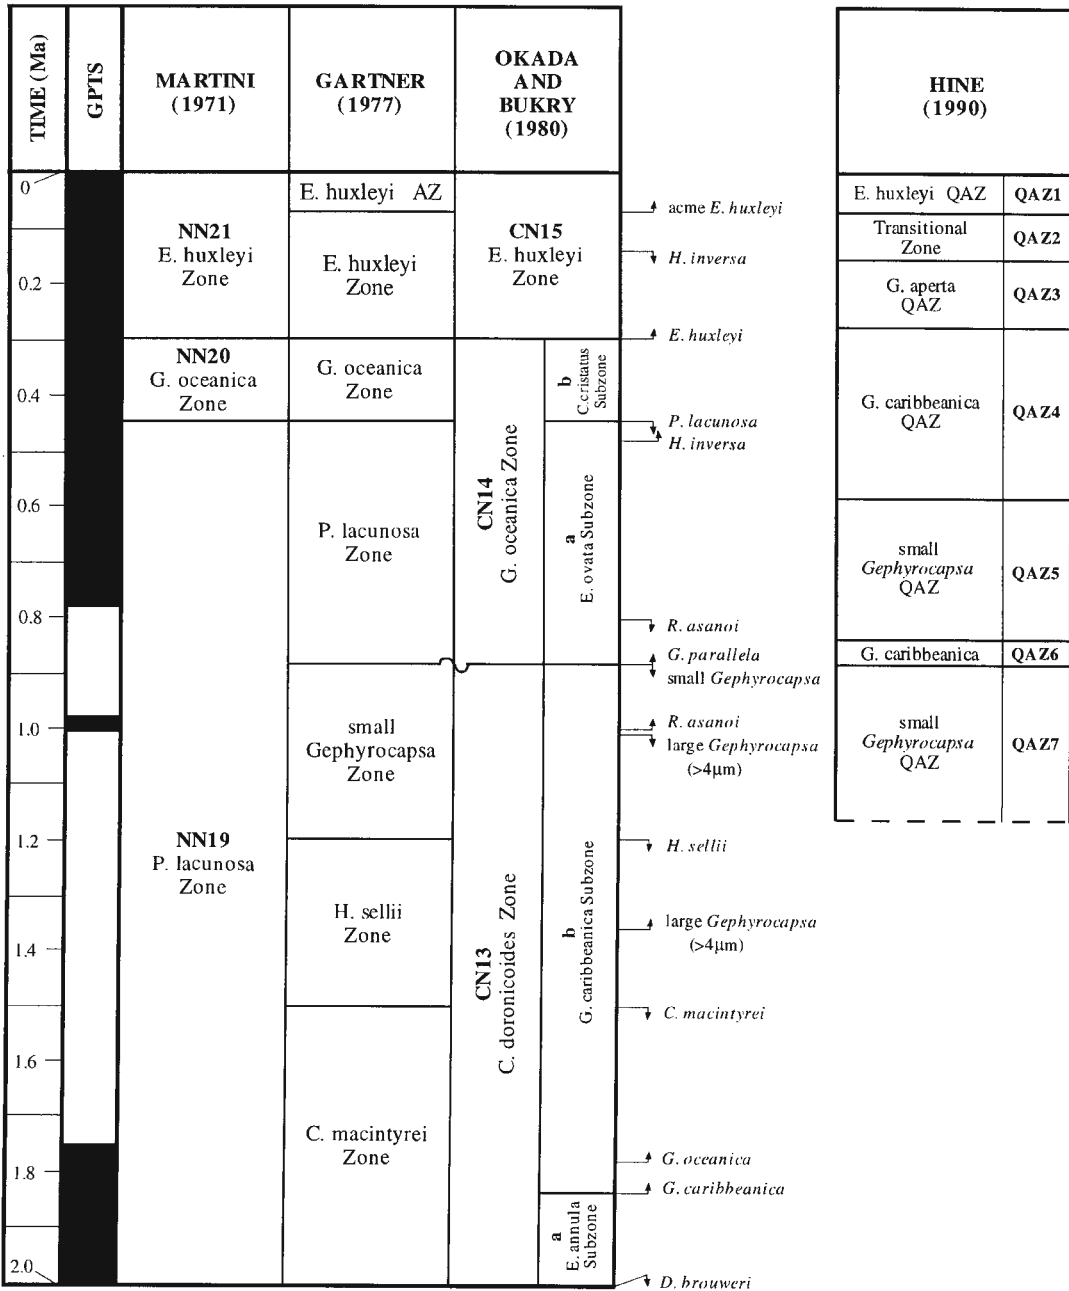 TIME (Ma)
GPTS
MARTINI
(1971)
GARTNER
(1977)
OKADA
AND
BUKRY
(1980)
HINE
(1990)
0
0.2
0.4
0.6
0.8
1.0
1.2
1.4
1.6
1.8
2.0
NN21
E. huxleyi
Zone
NN20
G. oceanica
Zone
NN19
P. lacunosa
Zone
E. huxleyi AZ
E. huxleyi
Zone
G. oceanica
Zone
P. lacunosa
Zone
small
Gephyrocapsa
Zone
H. sellii
Zone
C. macintyrei
Zone
CN15
E. huxleyi
Zone
CN14
G. oceanica Zone
b
C.cristatus
Subzone
a
E. ovata Subzone
CN13
C. doronicoides Zone
b
G. caribbeanica Subzone
a
E. annula
Subzone
acme E. huxleyi
H. inversa
E. huxleyi
P. lacunosa
H. inversa
R. asanoi
G. parallela
small Gephyrocapsa
R. asanoi
large Gephyrocapsa
(>4µm)
H. sellii
large Gephyrocapsa
(>4µm)
C. macintyrei
G. oceanica
G. caribbeanica
D. brouweri
E. huxleyi QAZ
QAZ1
Transitional
Zone
QAZ2
G. aperta
QAZ
QAZ3
G. caribbeanica
QAZ
QAZ4
small
Gephyrocapsa
QAZ
QAZ5
G. caribbeanica
QAZ6
small
Gephyrocapsa
QAZ
QAZ7